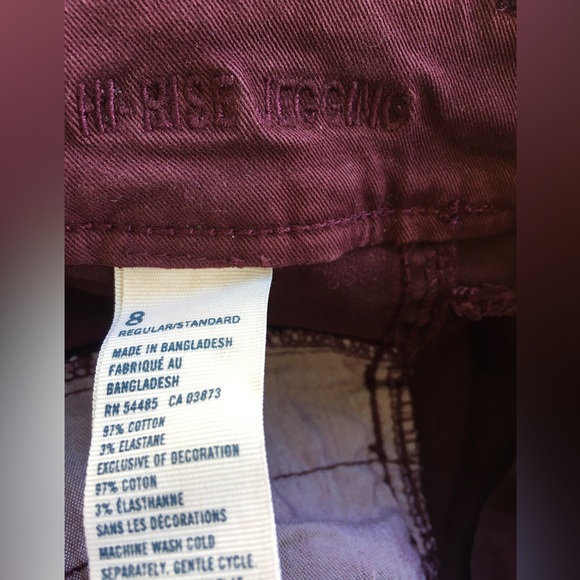 HI-RISE JEGGING
8
REGULAR/STANDARD
MADE IN BANGLADESH
FABRIQUÉ AU
BANGLADESH
RN 54485 CA 03873
97% COTTON
3% ELASTANE
EXCLUSIVE OF DECORATION
97% COTON
3% ÉLASTHANNE
SANS LES DÉCORATIONS
MACHINE WASH COLD
SEPARATELY, GENTLE CYCLE.